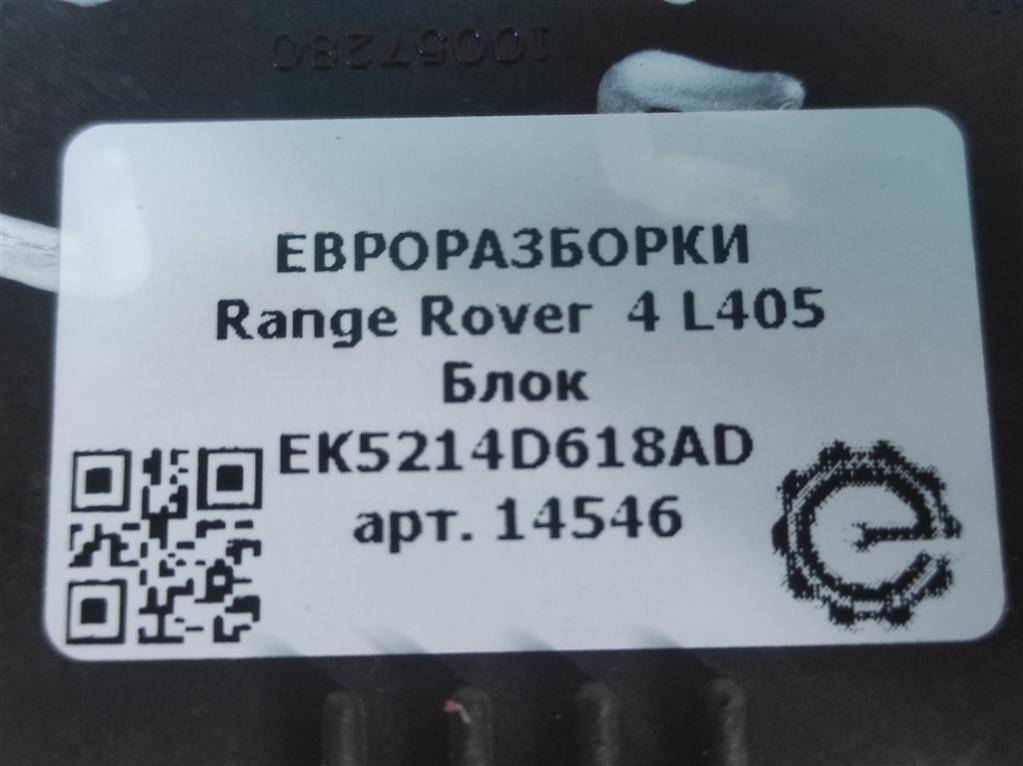 10057280
ЕВРОРАЗБОРКИ
Range Rover 4 L405
Блок
EK5214D618AD
арт. 14546